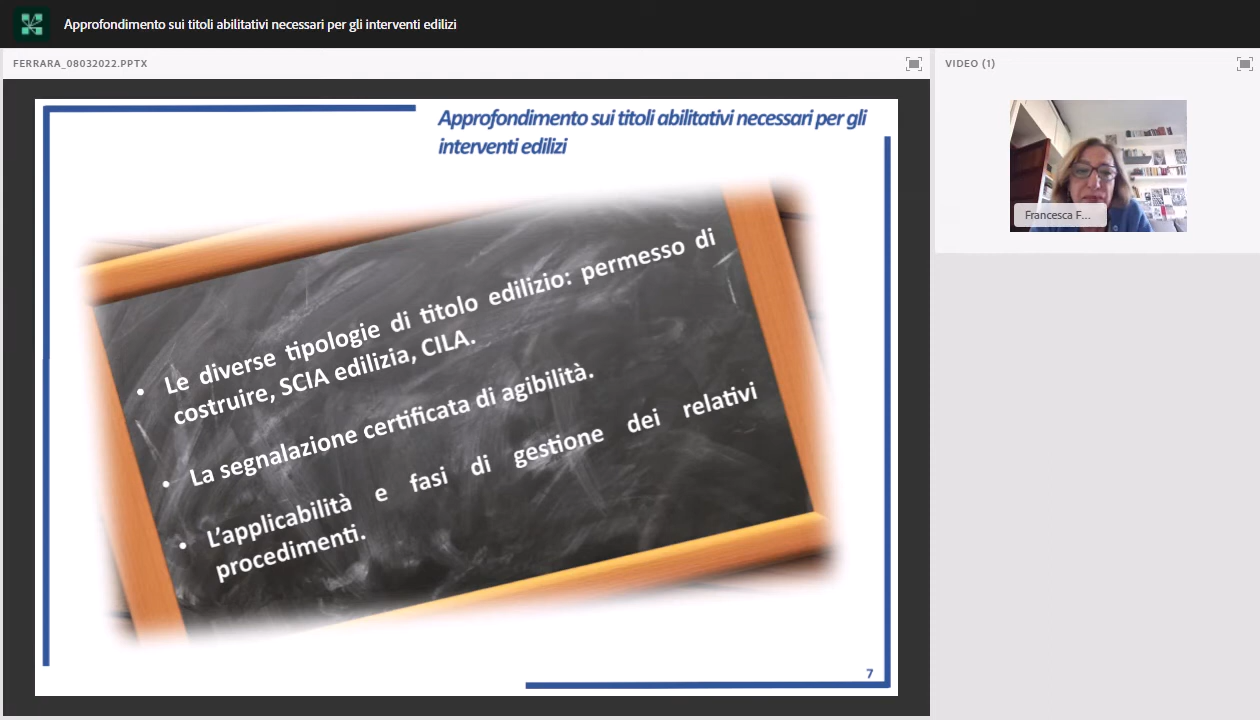 Approfondimento sui titoli abilitativi necessari per gli interventi edilizi
FERRARA_08032022.PPTX
VIDEO (1)
Approfondimento sui titoli abilitativi necessari per gli
interventi edilizi
• Le diverse tipologie di titolo edilizio: permesso di
costruire, SCIA edilizia, CILA.
• La segnalazione certificata di agibilità.
• L’applicabilità e fasi di gestione dei relativi
procedimenti.
7
Francesca F...